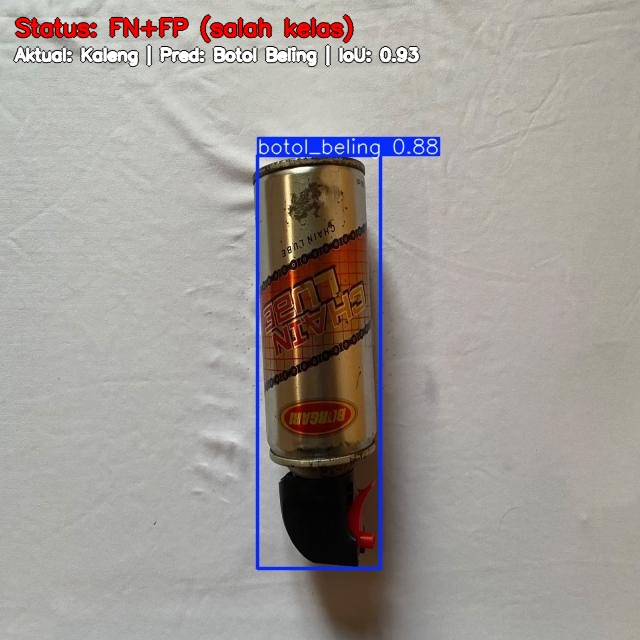 Status: FN+FP (salah kelas)
Aktual: Kaleng | Pred: Botol Beling | IoU: 0.93
botol_beling 0.88
CHAIN LUBE
CHAIN
LUBE
BORGARI